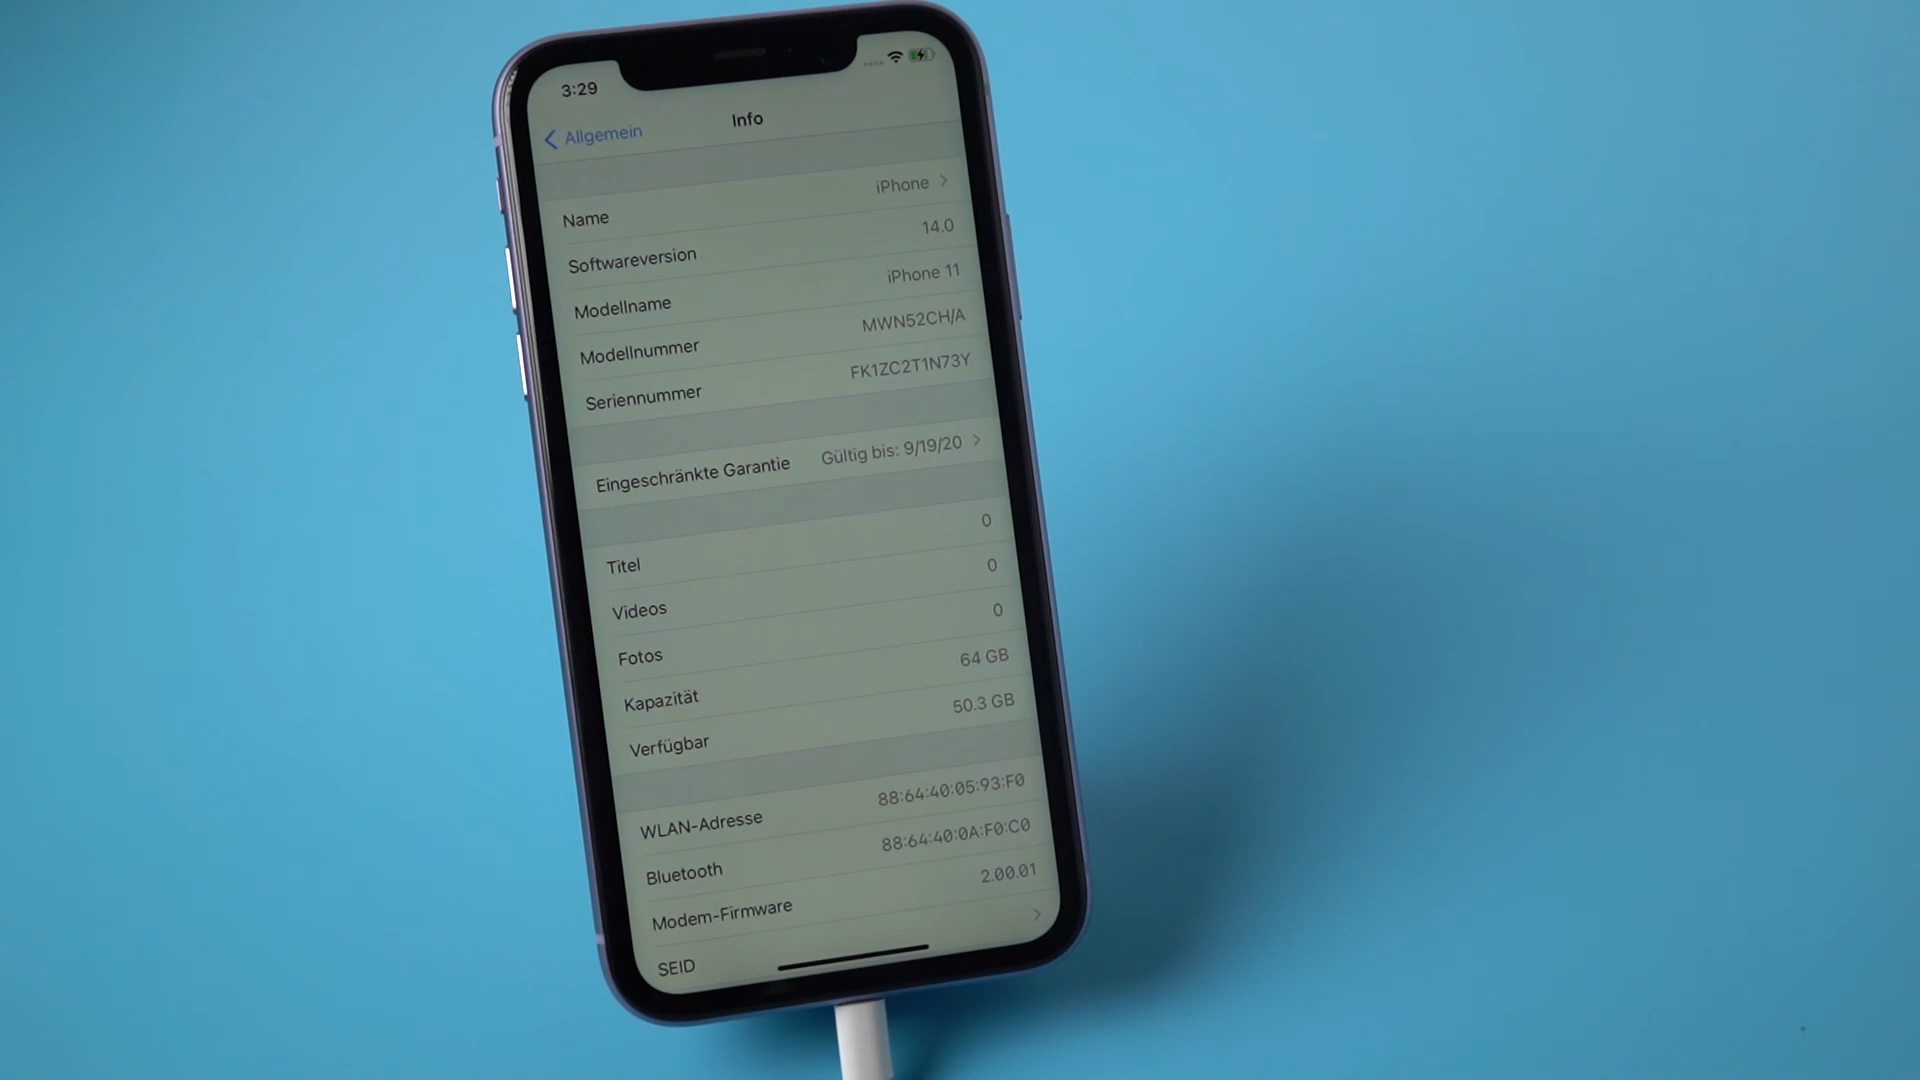 3:29
Allgemein
Info
Name iPhone
Softwareversion 14.0
Modellname iPhone 11
Modellnummer MWN52CH/A
Seriennummer FK1ZC2T1N73Y
Eingeschränkte Garantie Gültig bis: 9/19/20
Titel 0
Videos 0
Fotos 0
Kapazität 64 GB
Verfügbar 50.3 GB
WLAN-Adresse 88:64:40:05:93:F0
Bluetooth 88:64:40:0A:F0:C0
Modem-Firmware 2.00.01
SEID